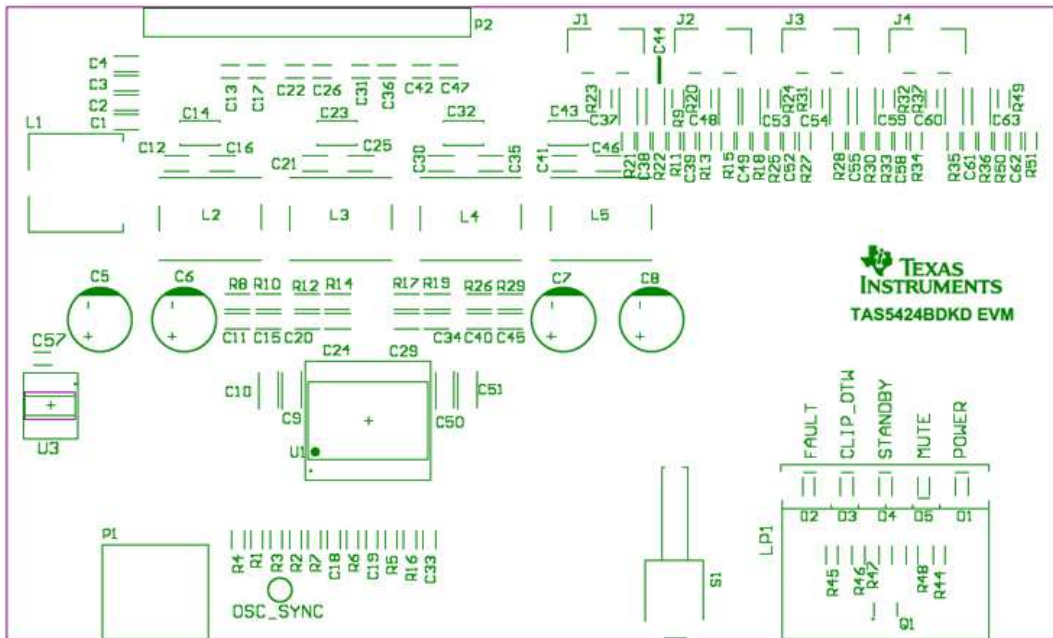 P2
J1
J2
J3
J4
C44
C4
C3
C2
C1
L1
C13
C17
C22
C26
C31
C36
C42
C47
R23
R20
R24
R31
R32
R37
R49
C14
C23
C32
C43
C37
R9
C48
C53
C54
C59
C60
C63
C12
C16
C21
C25
C30
C35
C41
C46
R21
C38
R22
R11
C39
R13
R15
C49
R18
R25
C52
R27
R28
C55
R30
R33
C58
R34
R35
C61
R36
R50
C62
R51
L2
L3
L4
L5
TEXAS
INSTRUMENTS
TAS5424BDKD EVM
C5
C6
R8
R10
R12
R14
R17
R19
R26
R29
C7
C8
C11
C15
C20
C34
C40
C45
C57
C24
C29
C10
C9
C50
C51
U3
U1
FAULT
CLIP_OTW
STANDBY
MUTE
POWER
P1
LP1
D2
D3
D4
D5
D1
R4
R1
R3
R2
R7
C18
R6
C19
R5
R16
C33
S1
R45
R46
R47
R48
R44
OSC_SYNC
Q1